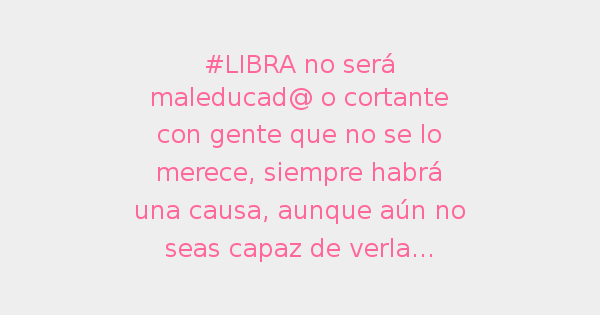 #LIBRA no será
maleducad@ o cortante
con gente que no se lo
merece, siempre habrá
una causa, aunque aún no
seas capaz de verla...